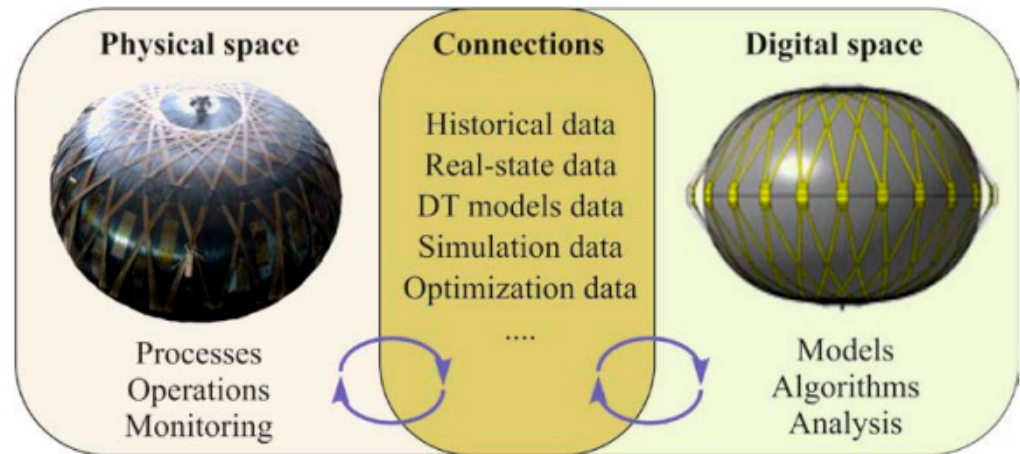 Physical space
Processes
Operations
Monitoring
Connections
Historical data
Real-state data
DT models data
Simulation data
Optimization data
....
Digital space
Models
Algorithms
Analysis